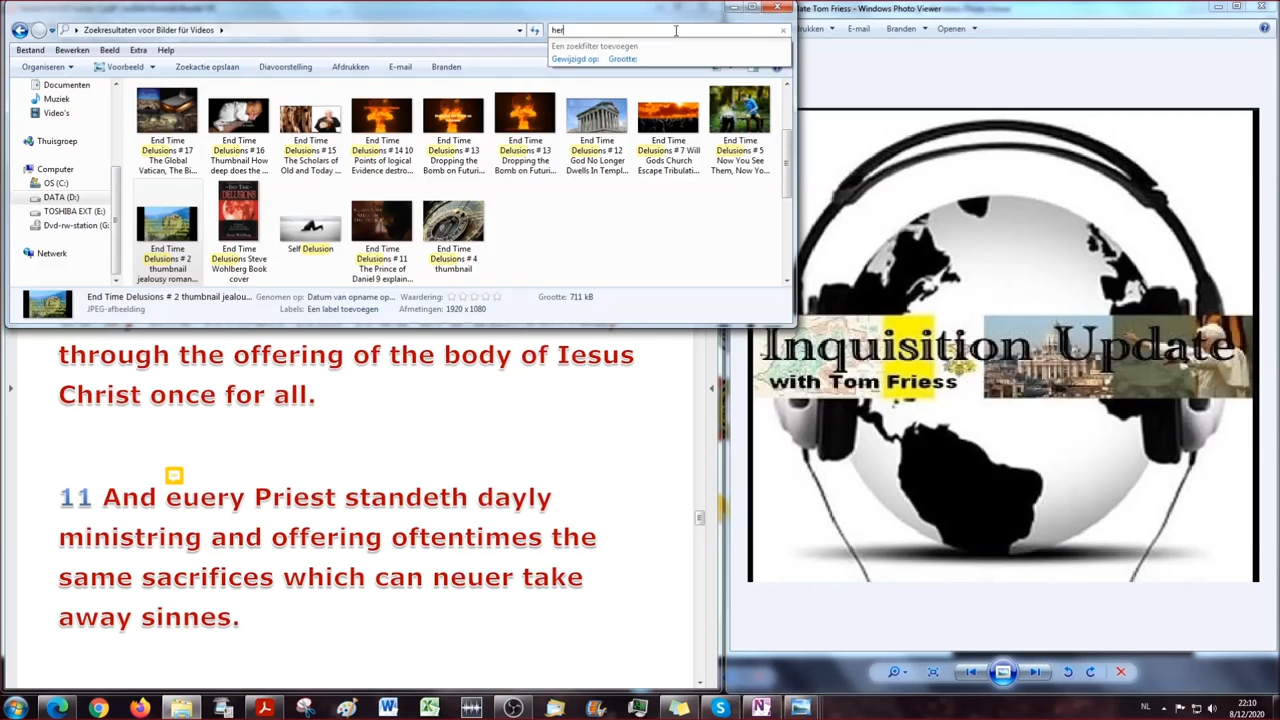 Update Tom Friess - Windows Photo Viewer
Zoekresultaten voor Bilder für Videos
her
Een zoekfilter toevoegen
Gewijzigd op: Grootte:
Bestand Bewerken Beeld Extra Help
Organiseren Voorbeeld Zoekactie opslaan Diavoorstelling Afdrukken E-mail Branden
E-mail Branden Openen
Documenten
Muziek
Video's
Thuisgroep
Computer
OS (C:)
DATA (D:)
TOSHIBA EXT (E:)
Dvd-rw-station (G:
Netwerk
End Time Delusions # 17 The Global Vatican, The Bi...
End Time Delusions # 16 Thumbnail How deep does the ...
End Time Delusions # 15 The Scholars of Old and Today ...
End Time Delusions # 14 10 Points of logical Evidence destro...
End Time Delusions # 13 Dropping the Bomb on Futuri...
End Time Delusions # 13 Dropping the Bomb on Futuri...
End Time Delusions # 12 God No Longer Dwells In Templ...
End Time Delusions # 7 Will Gods Church Escape Tribulati...
End Time Delusions # 5 Now You See Them, Now Yo...
End Time Delusions # 2 thumbnail jealousy roman...
End Time Delusions Steve Wohlberg Book cover
Self Delusion
End Time Delusions # 11 The Prince of Daniel 9 explain...
End Time Delusions # 4 thumbnail
End Time Delusions # 2 thumbnail jealou... Genomen op: Datum van opname op... Waardering: Grootte: 711 kB
JPEG-afbeelding Labels: Een label toevoegen Afmetingen: 1920 x 1080
through the offering of the body of Iesus
Christ once for all.
11 And euery Priest standeth dayly
ministring and offering oftentimes the
same sacrifices which can neuer take
away sinnes.
Inquisition Update
with Tom Friess
NL
22:10
8/12/2020